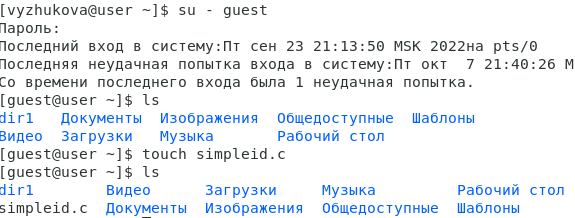 [vyzhukova@user ~]$ su - guest
Пароль:
Последний вход в систему:Пт сен 23 21:13:50 MSK 2022на pts/0
Последняя неудачная попытка входа в систему:Пт окт  7 21:40:26 M
Со времени последнего входа была 1 неудачная попытка.
[guest@user ~]$ ls
dir1   Документы  Изображения  Общедоступные  Шаблоны
Видео  Загрузки   Музыка       Рабочий стол
[guest@user ~]$ touch simpleid.c
[guest@user ~]$ ls
dir1        Видео      Загрузки     Музыка         Рабочий стол
simpleid.c  Документы  Изображения  Общедоступные  Шаблоны